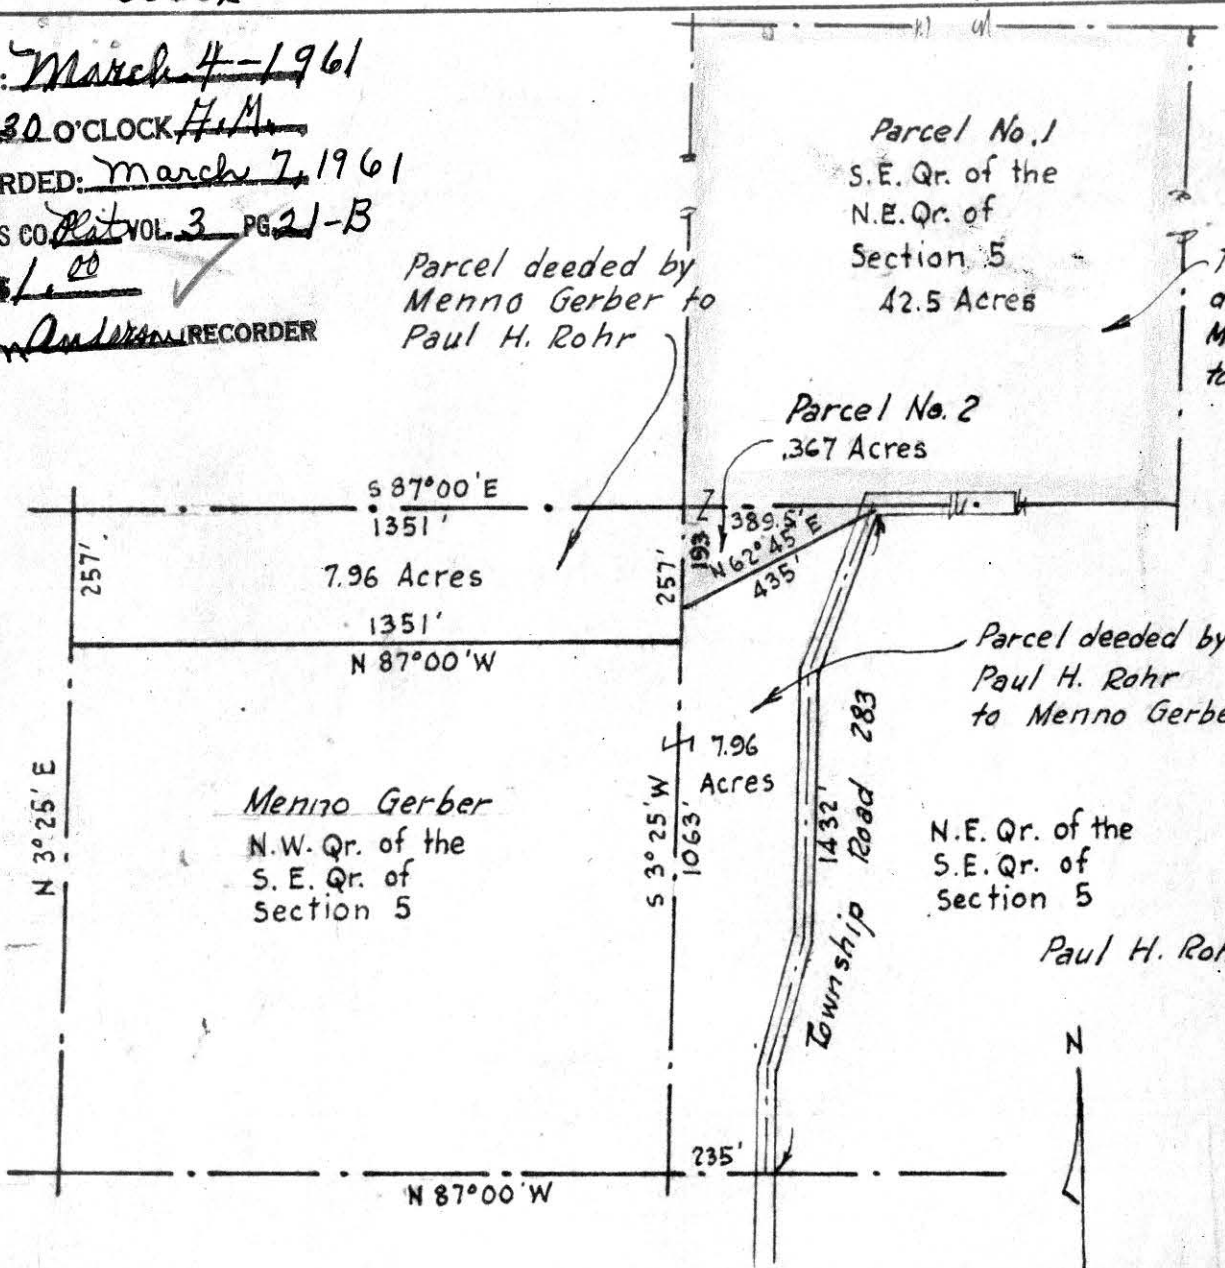 : March 4-1961
30 O'CLOCK A.M.
RDED: March 7, 1961
S CO. Plat VOL. 3 PG. 21-B
$1.00
Anderson RECORDER
Parcel deeded by
Menno Gerber to
Paul H. Rohr
Parcel No. 1
S.E. Qr. of the
N.E. Qr. of
Section 5
42.5 Acres
M
to
Parcel No. 2
.367 Acres
S 87°00'E
1351'
257'
7.96 Acres
1351'
N 87°00'W
257'
193
389.5'
N 62°45'E
435'
Parcel deeded by
Paul H. Rohr
to Menno Gerbe
7.96
Acres
N 3°25'E
Menno Gerber
N.W. Qr. of the
S.E. Qr. of
Section 5
S 3°25'W
1063'
1432'
Township Road 283
N.E. Qr. of the
S.E. Qr. of
Section 5
Paul H. Roh
N
235'
N 87°00'W